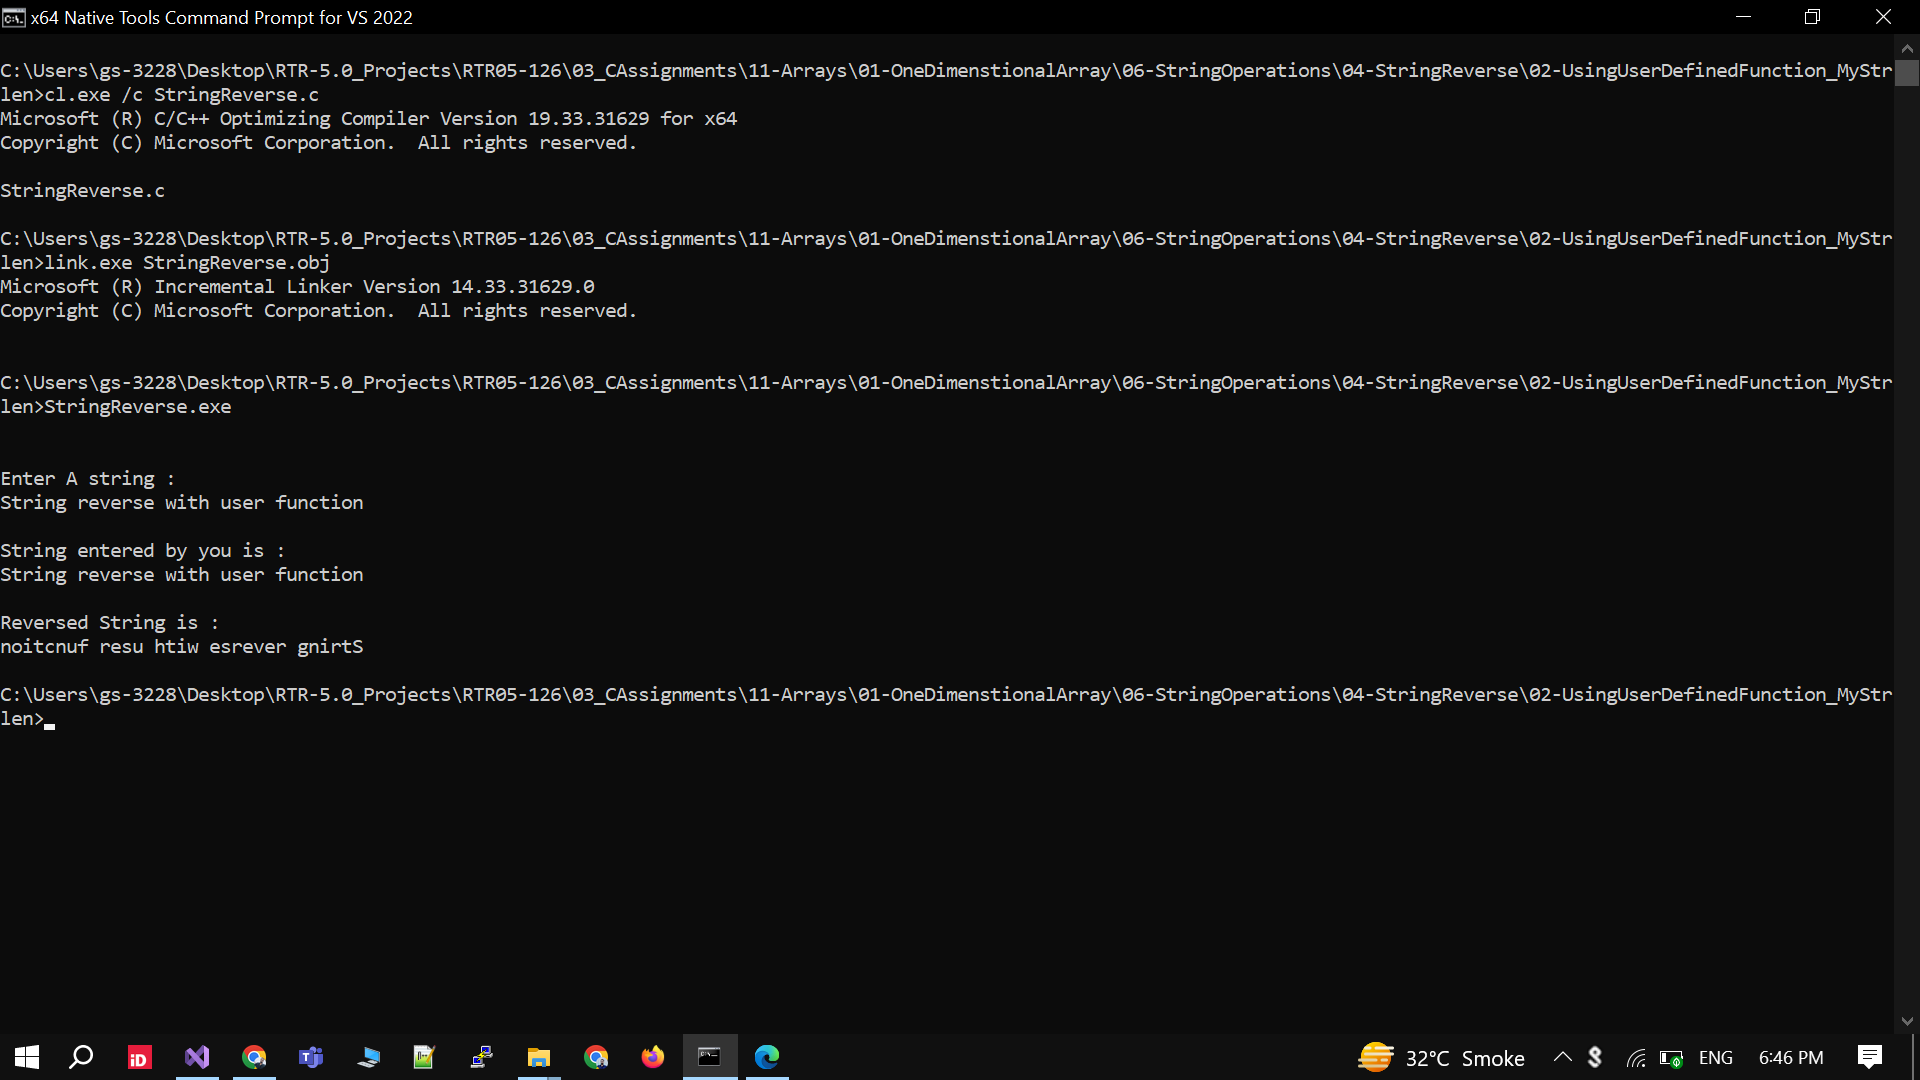 x64 Native Tools Command Prompt for VS 2022
C:\Users\gs-3228\Desktop\RTR-5.0_Projects\RTR05-126\03_CAssignments\11-Arrays\01-OneDimenstionalArray\06-StringOperations\04-StringReverse\02-UsingUserDefinedFunction_MyStr
len>cl.exe /c StringReverse.c
Microsoft (R) C/C++ Optimizing Compiler Version 19.33.31629 for x64
Copyright (C) Microsoft Corporation.  All rights reserved.
StringReverse.c
C:\Users\gs-3228\Desktop\RTR-5.0_Projects\RTR05-126\03_CAssignments\11-Arrays\01-OneDimenstionalArray\06-StringOperations\04-StringReverse\02-UsingUserDefinedFunction_MyStr
len>link.exe StringReverse.obj
Microsoft (R) Incremental Linker Version 14.33.31629.0
Copyright (C) Microsoft Corporation.  All rights reserved.
C:\Users\gs-3228\Desktop\RTR-5.0_Projects\RTR05-126\03_CAssignments\11-Arrays\01-OneDimenstionalArray\06-StringOperations\04-StringReverse\02-UsingUserDefinedFunction_MyStr
len>StringReverse.exe
Enter A string :
String reverse with user function
String entered by you is :
String reverse with user function
Reversed String is :
noitcnuf resu htiw esrever gnirtS
C:\Users\gs-3228\Desktop\RTR-5.0_Projects\RTR05-126\03_CAssignments\11-Arrays\01-OneDimenstionalArray\06-StringOperations\04-StringReverse\02-UsingUserDefinedFunction_MyStr
len>
32°C Smoke ENG 6:46 PM